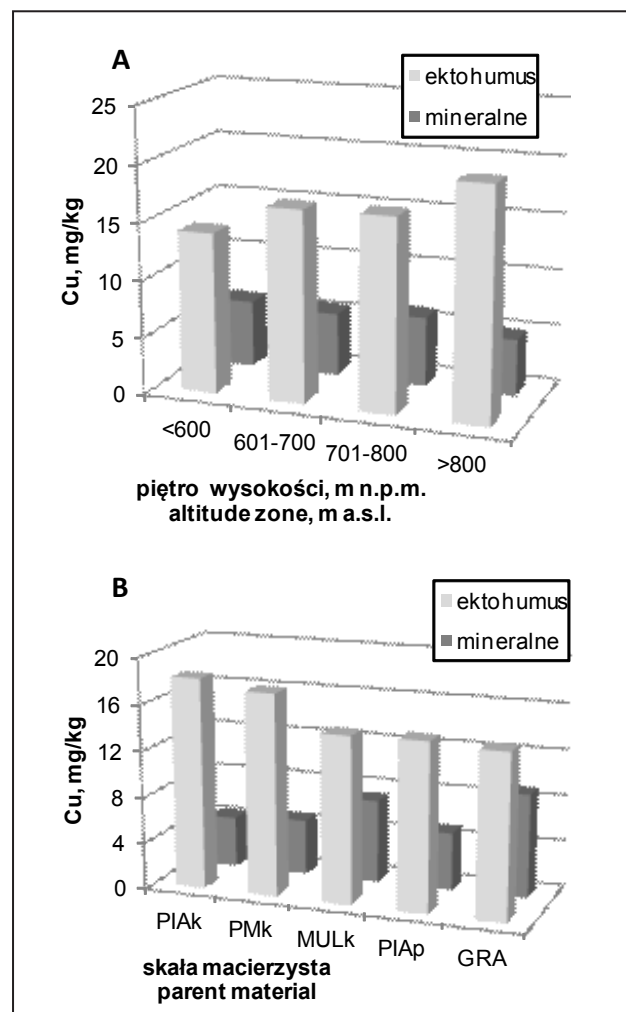 A
ektohumus
mineralne
25
20
15
10
5
0
Cu, mg/kg
<600
601-700
701-800
>800
piętro wysokości, m n.p.m.
altitude zone, m a.s.l.
B
ektohumus
mineralne
20
16
12
8
4
0
Cu, mg/kg
PIAk
PMk
MULk
PIAp
GRA
skała macierzysta
parent material